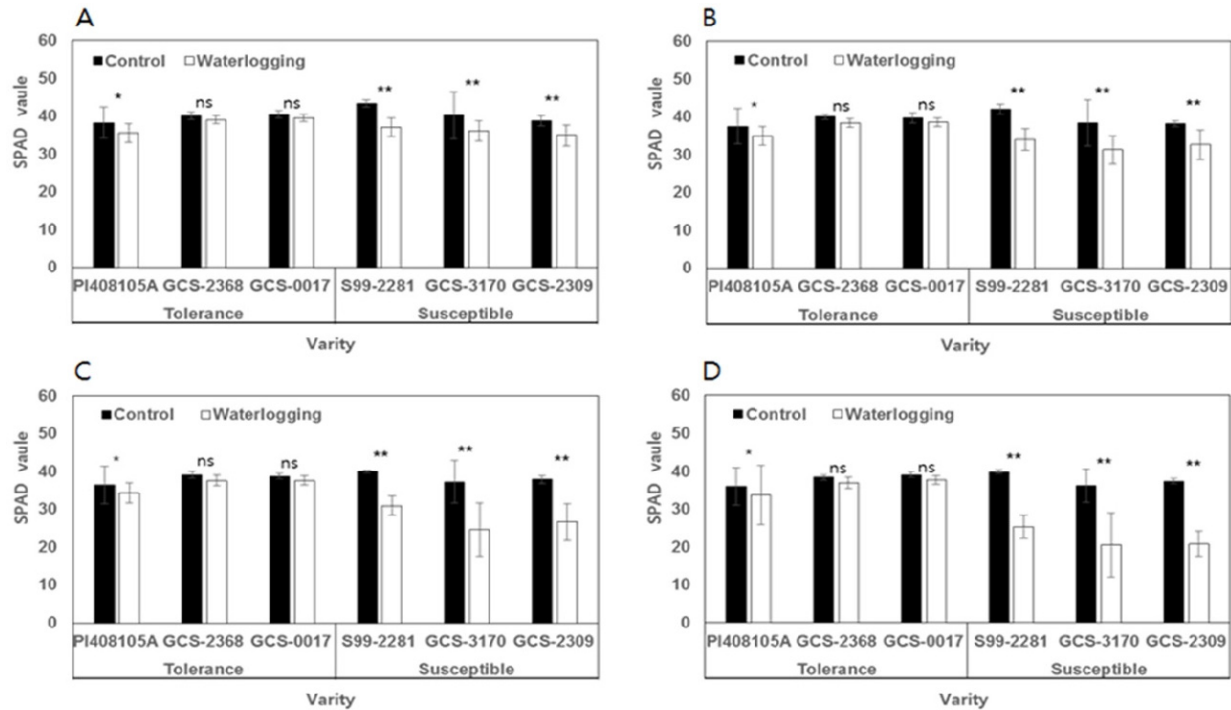 A
60
50
40
30
20
10
0
SPAD vaule
Control Waterlogging
* ns ns ** ** **
PI408105A GCS-2368 GCS-0017 S99-2281 GCS-3170 GCS-2309
Tolerance Susceptible
Varity
B
60
50
40
30
20
10
0
SPAD vaule
Control Waterlogging
* ns ns ** ** **
PI408105A GCS-2368 GCS-0017 S99-2281 GCS-3170 GCS-2309
Tolerance Susceptible
Varity
C
60
50
40
30
20
10
0
SPAD vaule
Control Waterlogging
* ns ns ** ** **
PI408105A GCS-2368 GCS-0017 S99-2281 GCS-3170 GCS-2309
Tolerance Susceptible
Varity
D
60
50
40
30
20
10
0
SPAD vaule
Control Waterlogging
* ns ns ** ** **
PI408105A GCS-2368 GCS-0017 S99-2281 GCS-3170 GCS-2309
Tolerance Susceptible
Varity